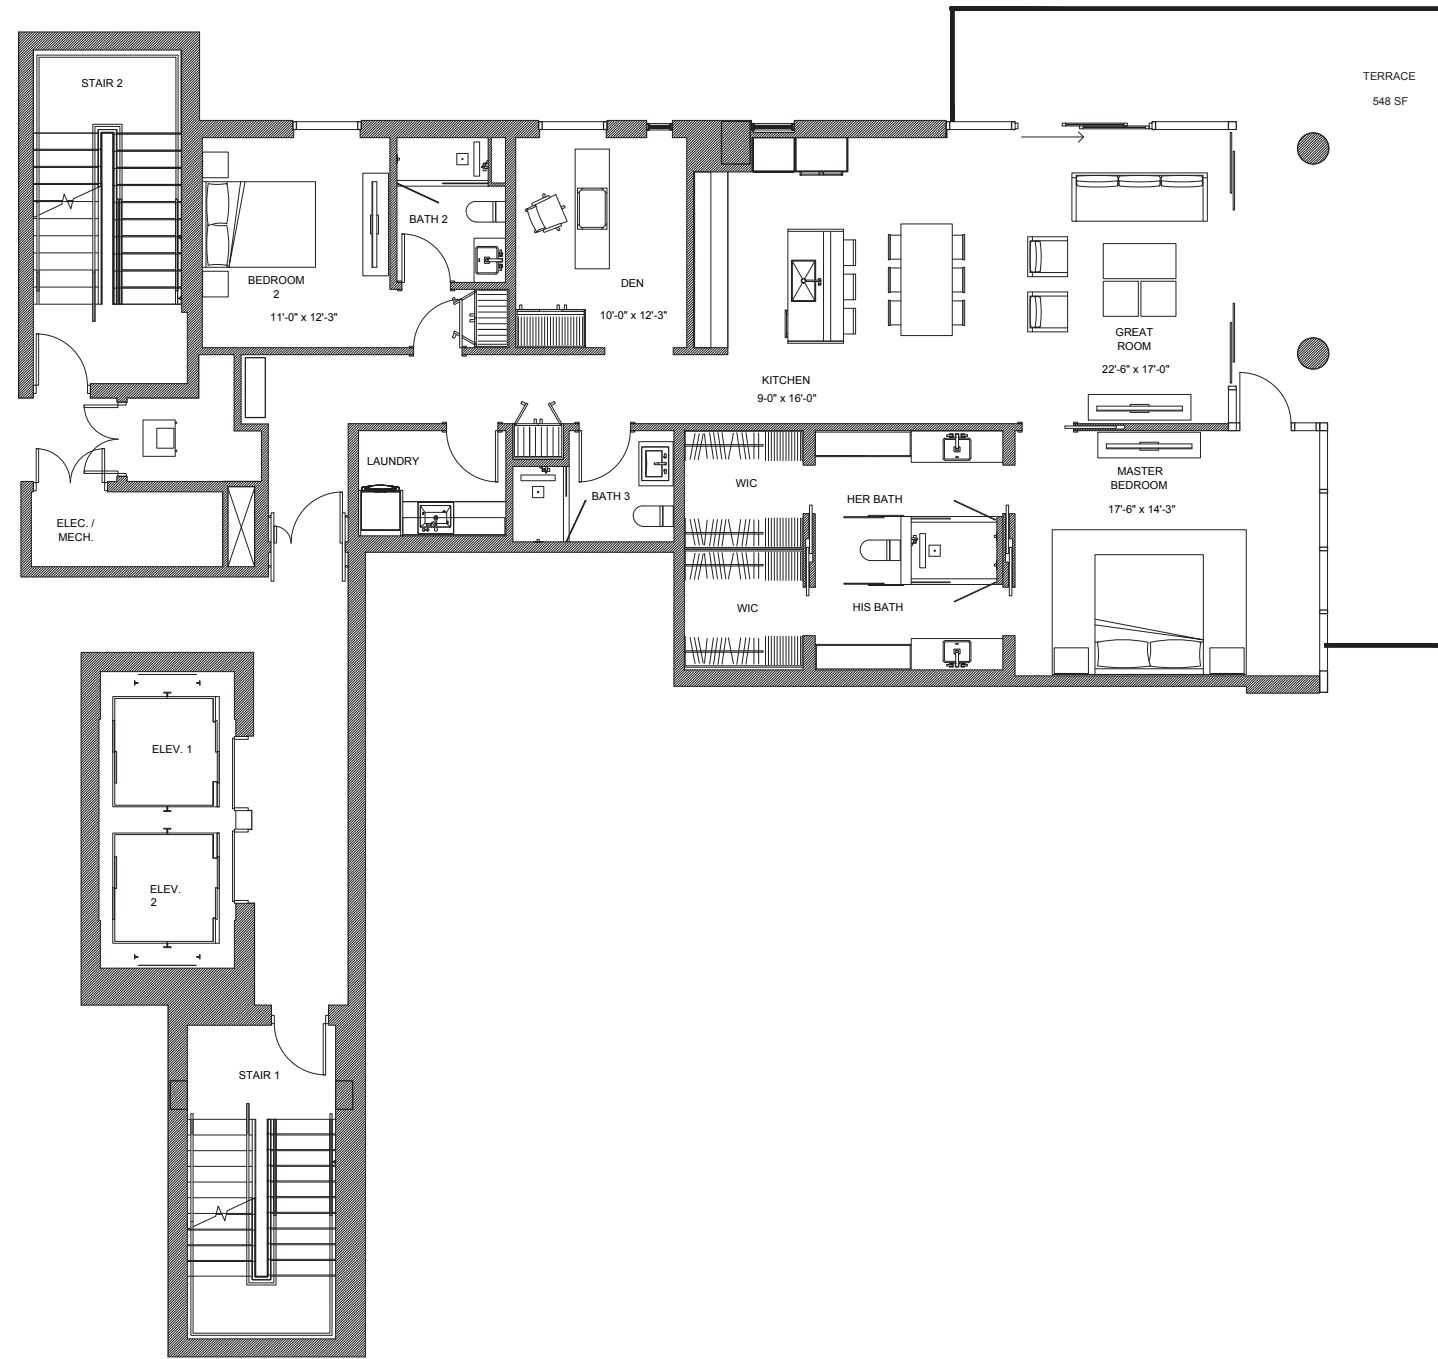 TERRACE
548 SF
STAIR 2
BATH 2
BEDROOM
2
11'-0" x 12'-3"
DEN
10'-0" x 12'-3"
GREAT
ROOM
22'-6" x 17'-0"
KITCHEN
9-0" x 16'-0"
LAUNDRY
BATH 3
WIC
HER BATH
MASTER
BEDROOM
17'-6" x 14'-3"
ELEC. /
MECH.
WIC
HIS BATH
ELEV. 1
ELEV.
2
STAIR 1